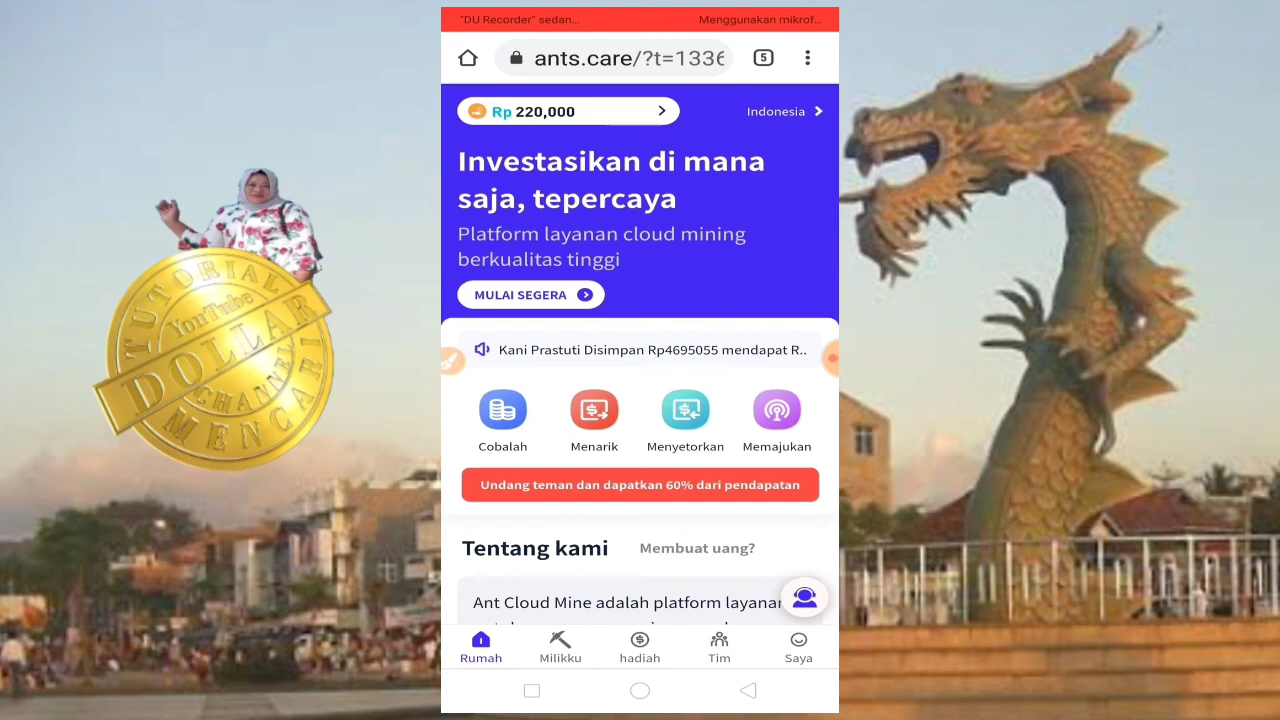 "DU Recorder" sedan...
Menggunakan mikrof...
ants.care/?t=1336
5
Rp 220,000
Indonesia
Investasikan di mana
saja, tepercaya
Platform layanan cloud mining
berkualitas tinggi
MULAI SEGERA
Kani Prastuti Disimpan Rp4695055 mendapat R..
Cobalah
Menarik
Menyetorkan
Memajukan
Undang teman dan dapatkan 60% dari pendapatan
Tentang kami
Membuat uang?
Ant Cloud Mine adalah platform layanan
Rumah
Milikku
hadiah
Tim
Saya
TUTORIAL
YouTube
DOLLAR
CHANNEL
MENCARI